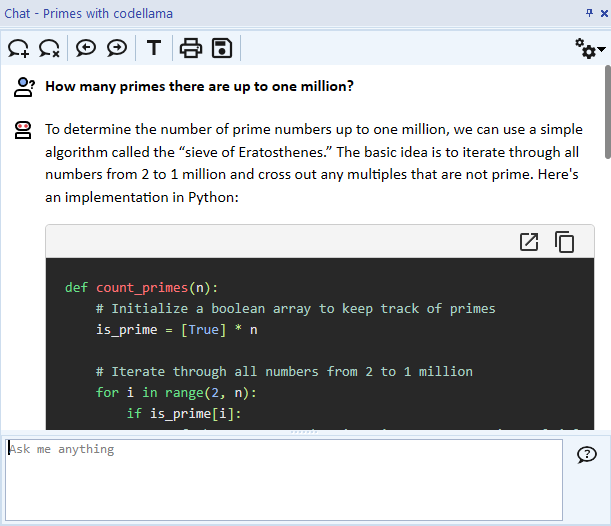 Chat - Primes with codellama
T
How many primes there are up to one million?
To determine the number of prime numbers up to one million, we can use a simple
algorithm called the “sieve of Eratosthenes.” The basic idea is to iterate through all
numbers from 2 to 1 million and cross out any multiples that are not prime. Here's
an implementation in Python:
def count_primes(n):
# Initialize a boolean array to keep track of primes
is_prime = [True] * n
# Iterate through all numbers from 2 to 1 million
for i in range(2, n):
if is_prime[i]:
Ask me anything